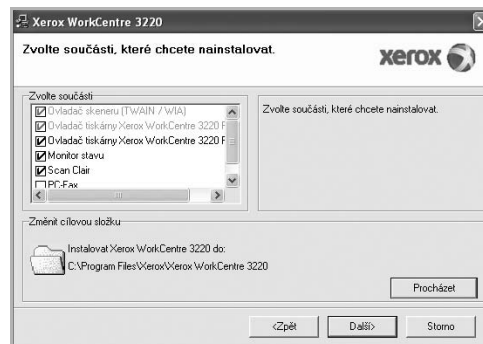 Xerox WorkCentre 3220
Zvolte součásti, které chcete nainstalovat.
xerox
Zvolte součásti
Ovladač skeneru (TWAIN / WIA)
Ovladač tiskárny Xerox WorkCentre 3220 F
Ovladač tiskárny Xerox WorkCentre 3220 F
Monitor stavu
Scan Clair
PC-Fax
Zvolte součásti, které chcete nainstalovat.
Změnit cílovou složku
Instalovat Xerox WorkCentre 3220 do:
C:\Program Files\Xerox\Xerox WorkCentre 3220
Procházet
<Zpět
Další>
Storno